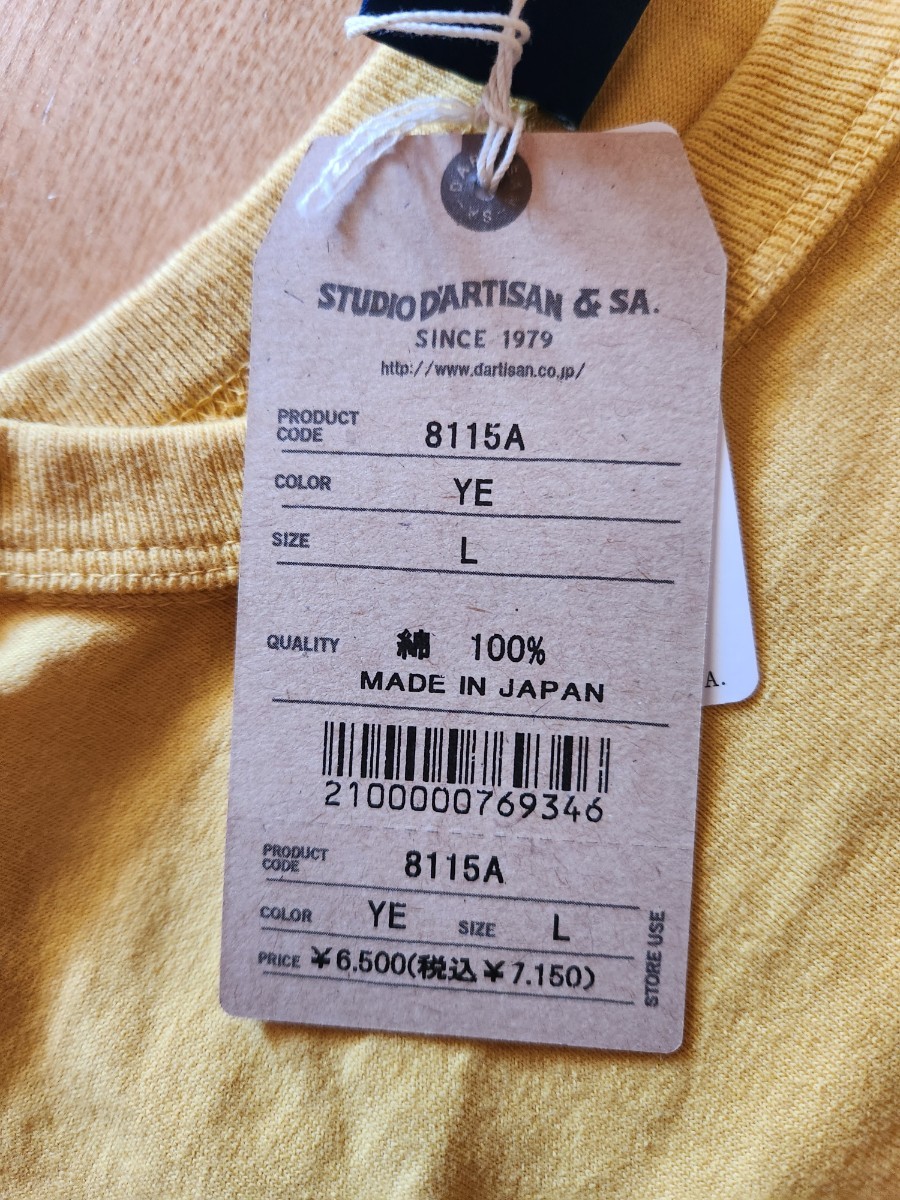 STUDIO D'ARTISAN & SA.
SINCE 1979
http://www.dartisan.co.jp/
PRODUCT CODE 8115A
COLOR YE
SIZE L
QUALITY 綿 100%
MADE IN JAPAN
2100000769346
PRODUCT CODE 8115A
COLOR YE SIZE L
PRICE ¥6.500(税込¥7.150)
STORE USE
A.